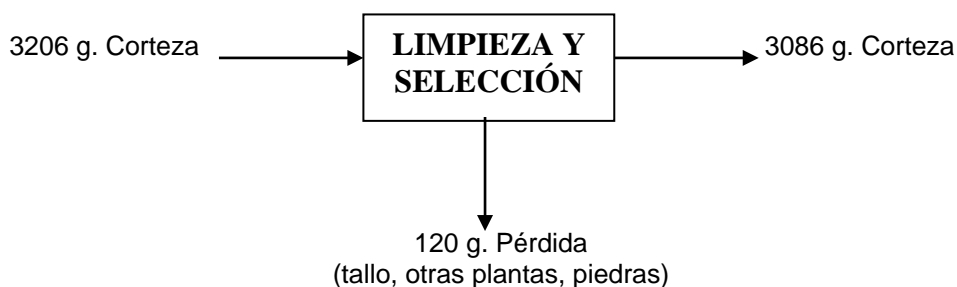 3206 g. Corteza
LIMPIEZA Y
SELECCIÓN
3086 g. Corteza
120 g. Pérdida
(tallo, otras plantas, piedras)